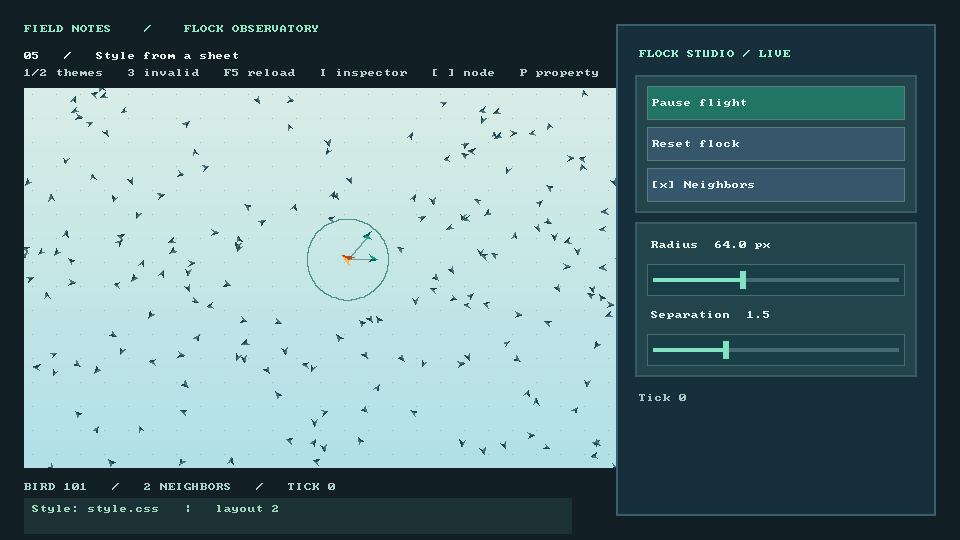 FIELD NOTES / FLOCK OBSERVATORY
05 / Style from a sheet
1/2 themes 3 invalid F5 reload I inspector [ ] node P property
FLOCK STUDIO / LIVE
Pause flight
Reset flock
[x] Neighbors
Radius 64.0 px
Separation 1.5
Tick 0
BIRD 101 / 2 NEIGHBORS / TICK 0
Style: style.css ¦ layout 2